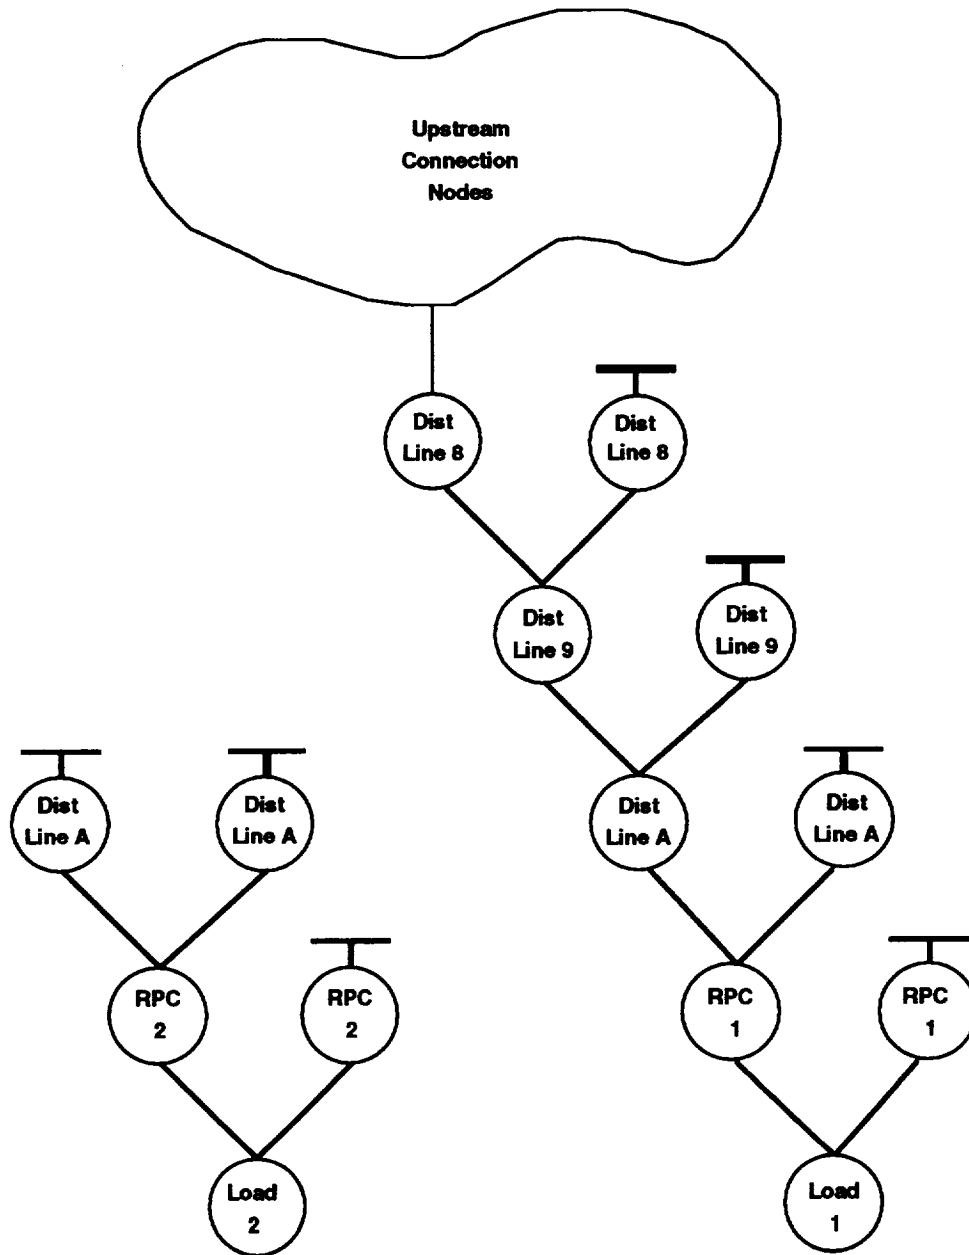 Upstream
Connection
Nodes
Dist
Line 8
Dist
Line 8
Dist
Line 9
Dist
Line 9
Dist
Line A
Dist
Line A
Dist
Line A
Dist
Line A
RPC
2
RPC
2
RPC
1
RPC
1
Load
2
Load
1